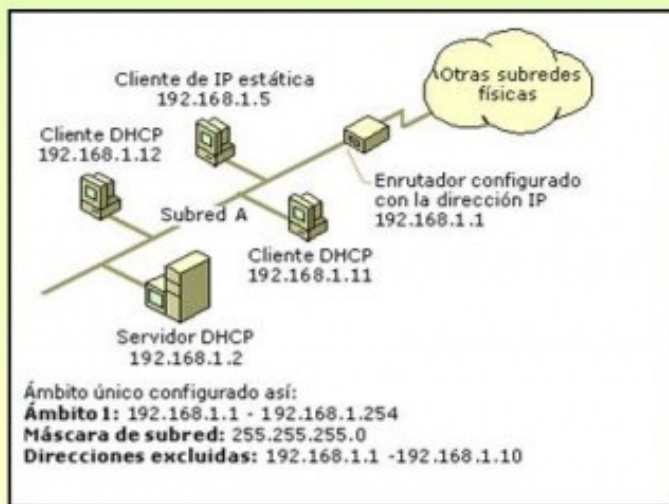 Cliente de IP estática
192.168.1.5
Otras subredes
físicas
Cliente DHCP
192.168.1.12
Enrutador configurado
con la dirección IP
192.168.1.1
Subred A
Cliente DHCP
192.168.1.11
Servidor DHCP
192.168.1.2
Ámbito único configurado así:
Ámbito 1: 192.168.1.1 - 192.168.1.254
Máscara de subred: 255.255.255.0
Direcciones excluidas: 192.168.1.1 -192.168.1.10